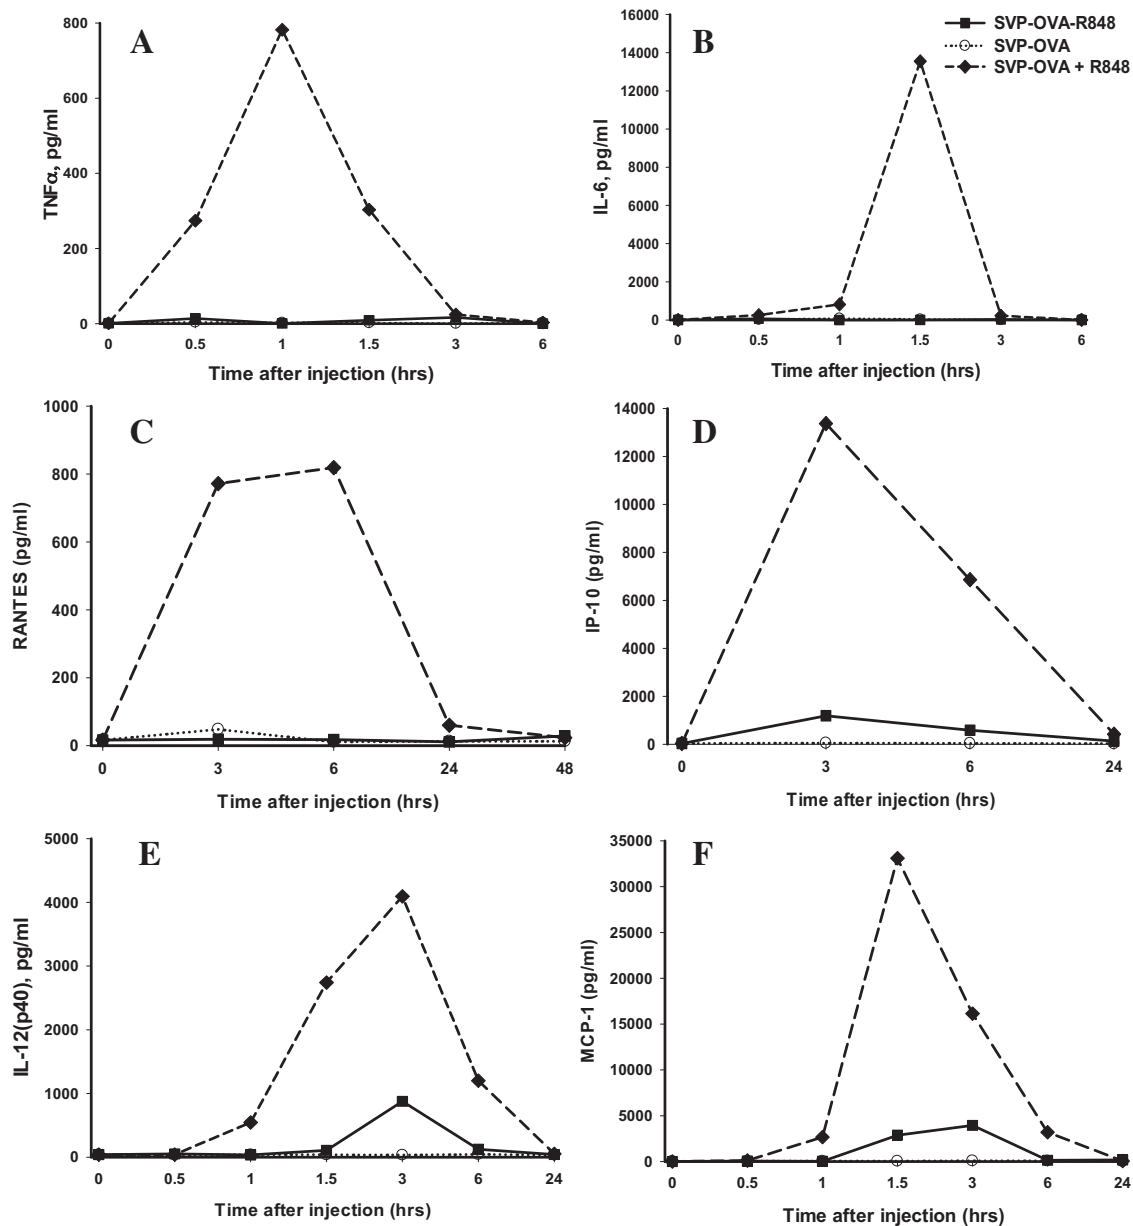 A
800
600
400
200
0
TNFα, pg/ml
0 0.5 1 1.5 3 6
Time after injection (hrs)
B
16000
14000
12000
10000
8000
6000
4000
2000
0
IL-6, pg/ml
0 0.5 1 1.5 3 6
Time after injection (hrs)
SVP-OVA-R848
SVP-OVA
SVP-OVA + R848
C
1000
800
600
400
200
0
RANTES (pg/ml)
0 3 6 24 48
Time after injection (hrs)
D
14000
12000
10000
8000
6000
4000
2000
0
IP-10 (pg/ml)
0 3 6 24
Time after injection (hrs)
E
5000
4000
3000
2000
1000
0
IL-12(p40), pg/ml
0 0.5 1 1.5 3 6 24
Time after injection (hrs)
F
35000
30000
25000
20000
15000
10000
5000
0
MCP-1 (pg/ml)
0 0.5 1 1.5 3 6 24
Time after injection (hrs)